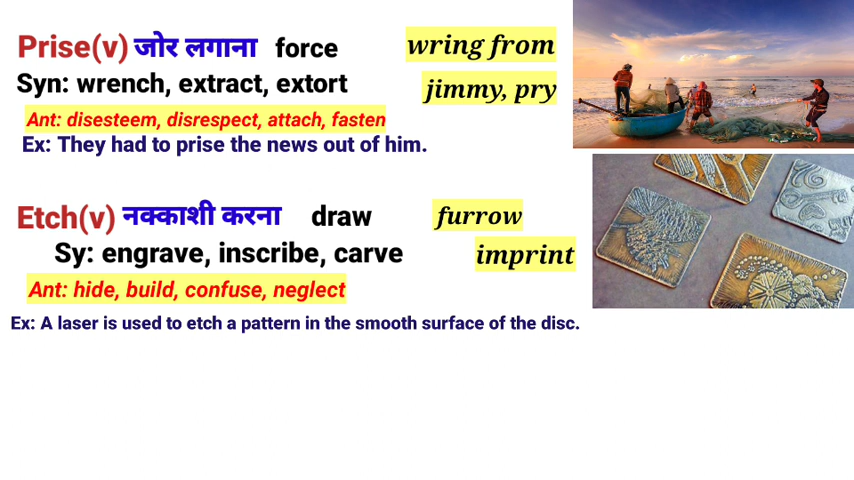 Prise(v) जोर लगाना force wring from
Syn: wrench, extract, extort jimmy, pry
Ant: disesteem, disrespect, attach, fasten
Ex: They had to prise the news out of him.
Etch(v) नक्काशी करना draw furrow
Sy: engrave, inscribe, carve imprint
Ant: hide, build, confuse, neglect
Ex: A laser is used to etch a pattern in the smooth surface of the disc.